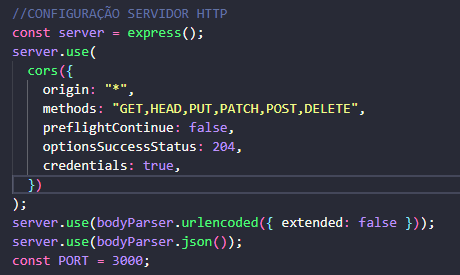 //CONFIGURAÇÃO SERVIDOR HTTP
const server = express();
server.use(
  cors({
    origin: "*",
    methods: "GET,HEAD,PUT,PATCH,POST,DELETE",
    preflightContinue: false,
    optionsSuccessStatus: 204,
    credentials: true,
  })
);
server.use(bodyParser.urlencoded({ extended: false }));
server.use(bodyParser.json());
const PORT = 3000;